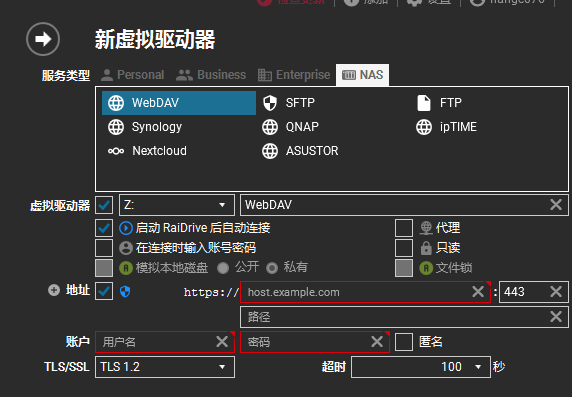 添加
设置
新虚拟驱动器
服务类型 Personal Business Enterprise NAS
WebDAV SFTP FTP
Synology QNAP ipTIME
Nextcloud ASUSTOR
虚拟驱动器 Z: WebDAV
启动 RaiDrive 后自动连接 代理
在连接时输入账号密码 只读
A 模拟本地磁盘 公开 私有 A 文件锁
地址 https:// host.example.com : 443
路径
账户 用户名 密码 匿名
TLS/SSL TLS 1.2 超时 100 秒